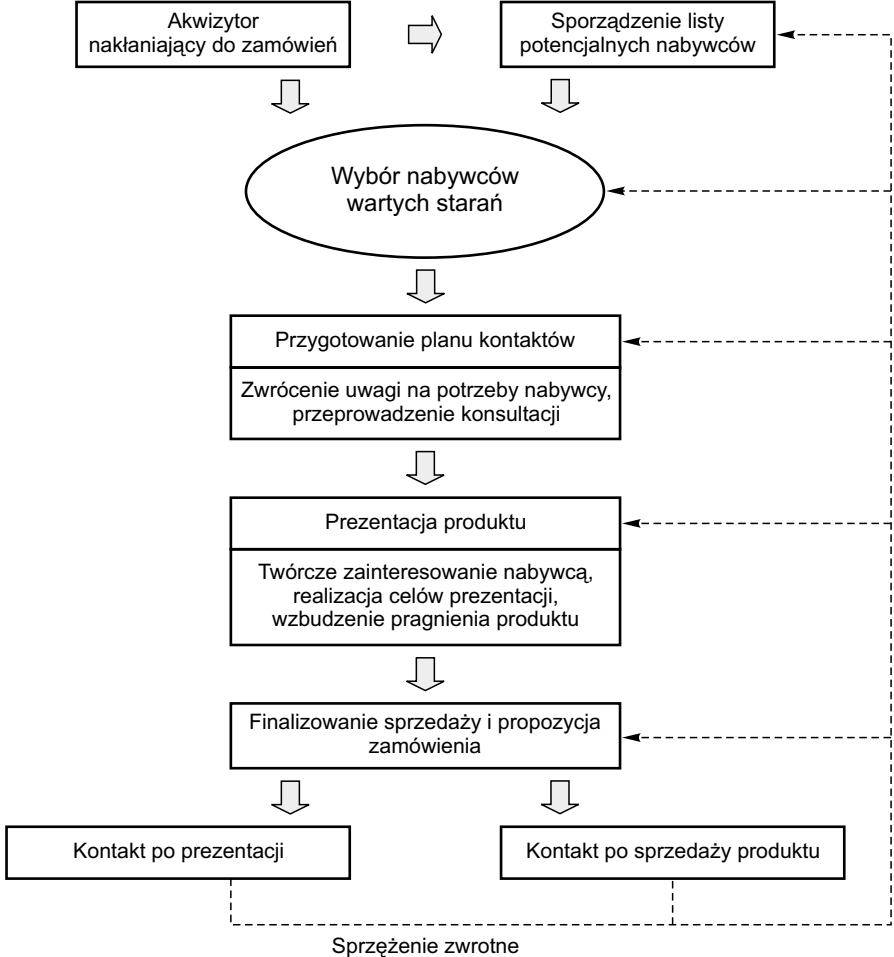 Akwizytor
nakłaniający do zamówień
Sporządzenie listy
potencjalnych nabywców
Wybór nabywców
wartych starań
Przygotowanie planu kontaktów
Zwrócenie uwagi na potrzeby nabywcy,
przeprowadzenie konsultacji
Prezentacja produktu
Twórcze zainteresowanie nabywcą,
realizacja celów prezentacji,
wzbudzenie pragnienia produktu
Finalizowanie sprzedaży i propozycja
zamówienia
Kontakt po prezentacji
Kontakt po sprzedaży produktu
Sprzężenie zwrotne